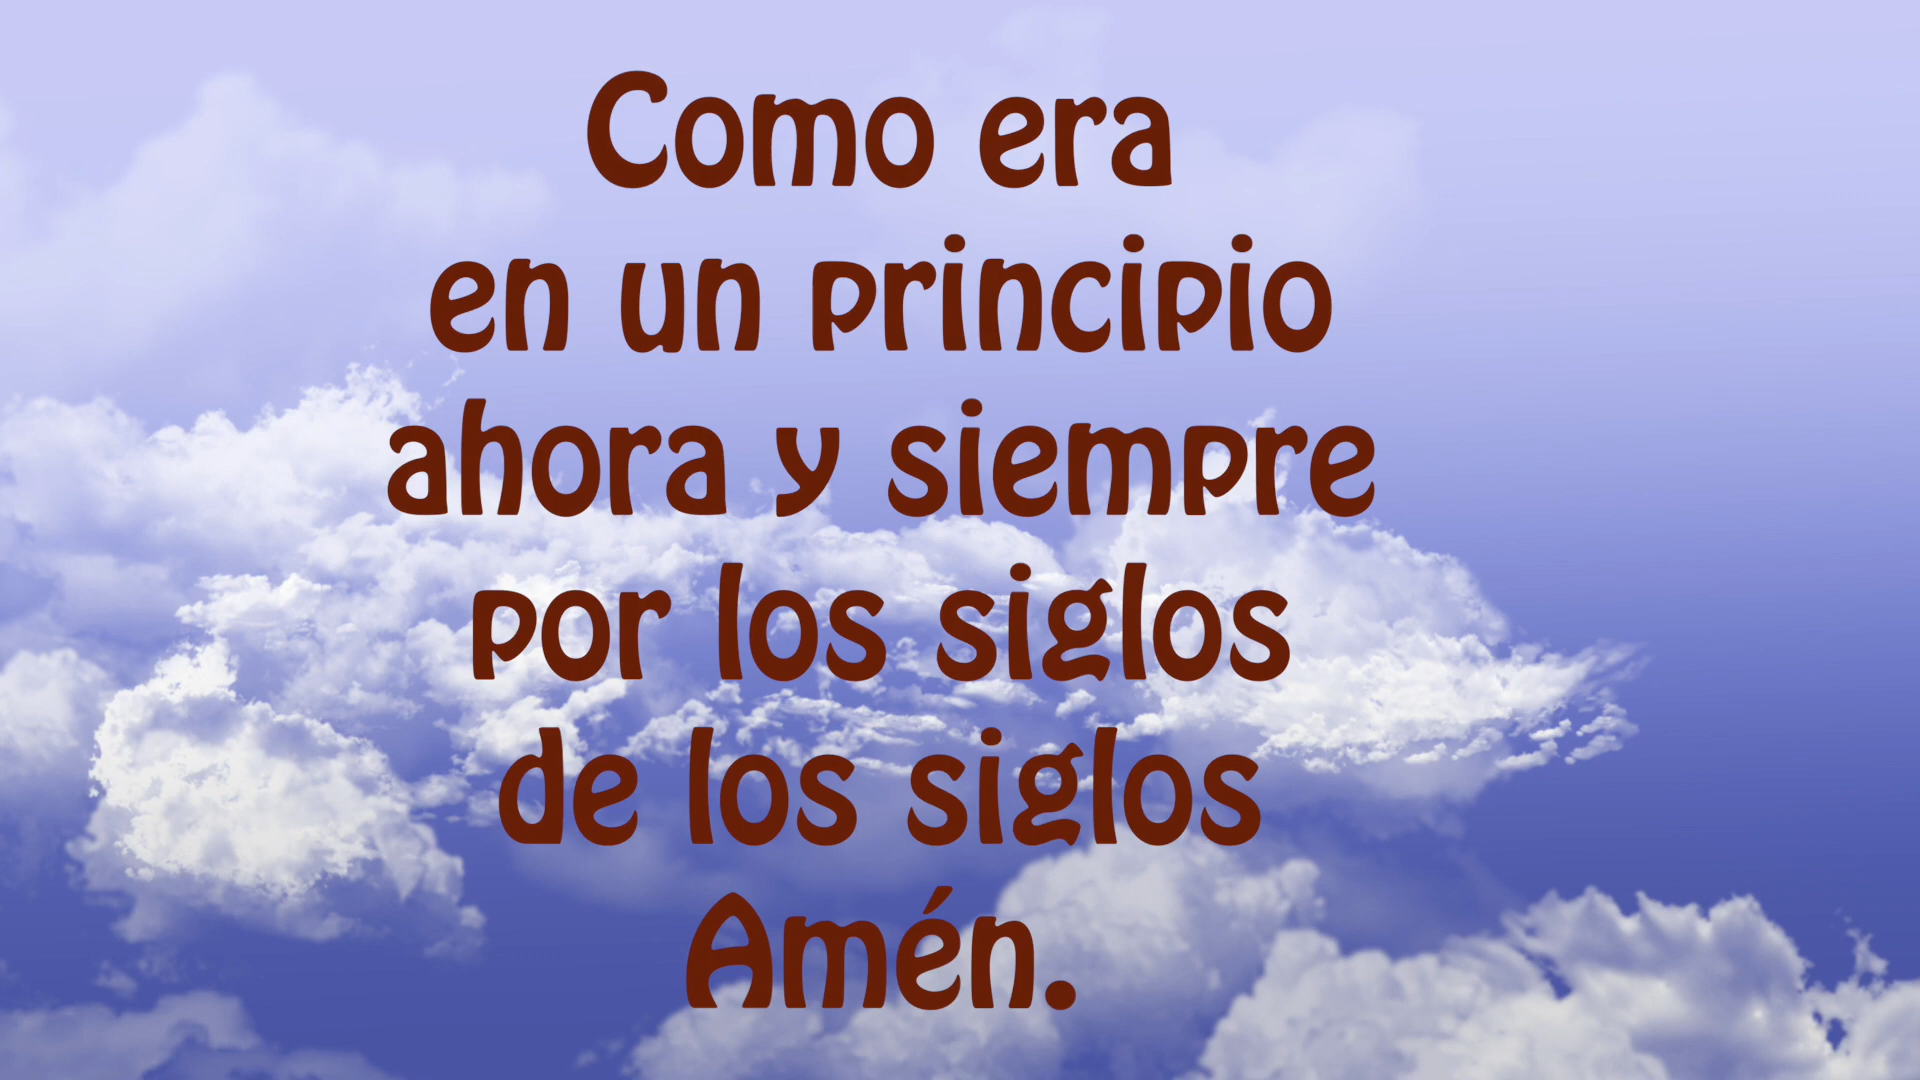 Como era
en un principio
ahora y siempre
por los siglos
de los siglos
Amén.